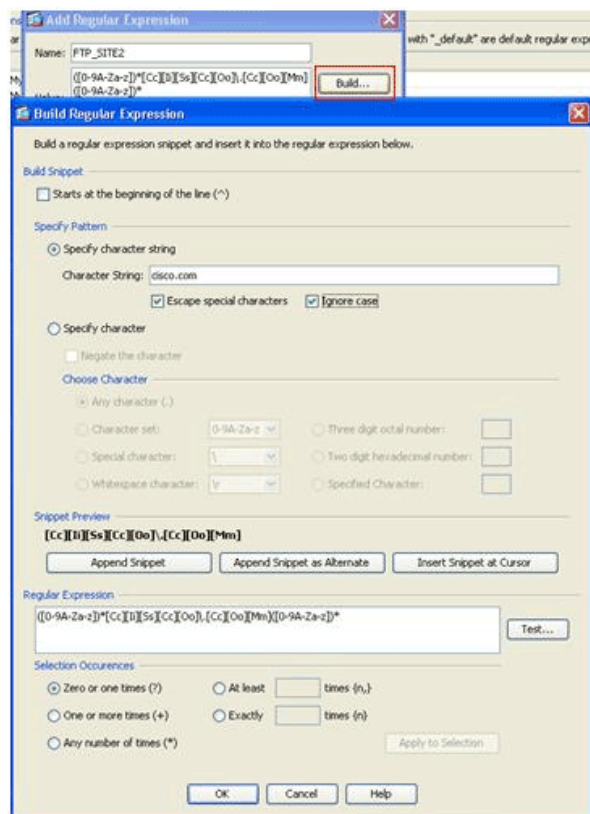 Add Regular Expression
Name: FTP_SITE2
with "_default" are default regular expr
([0-9A-Za-z])*[Cc][Ii][Ss][Cc][Oo]\.[Cc][Oo][Mm]
([0-9A-Za-z])*
Build...
Build Regular Expression
Build a regular expression snippet and insert it into the regular expression below.
Build Snippet
Starts at the beginning of the line (^)
Specify Pattern
Specify character string
Character String: cisco.com
Escape special characters
Ignore case
Specify character
Negate the character
Choose Character
Any character (.)
Character set: 0-9A-Za-z
Three digit octal number:
Special character: \
Two digit hexadecimal number:
Whitespace character: \r
Specified Character:
Snippet Preview
[Cc][Ii][Ss][Cc][Oo]\.[Cc][Oo][Mm]
Append Snippet
Append Snippet as Alternate
Insert Snippet at Cursor
Regular Expression
([0-9A-Za-z])*[Cc][Ii][Ss][Cc][Oo]\.[Cc][Oo][Mm]([0-9A-Za-z])*
Test...
Selection Occurences
Zero or one times (?)
At least times {n,}
One or more times (+)
Exactly times {n}
Any number of times (*)
Apply to Selection
OK
Cancel
Help